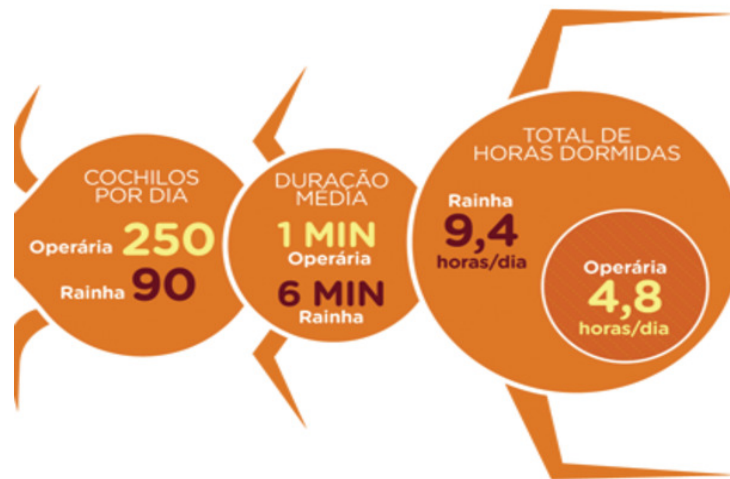 COCHILOS
POR DIA
Operária 250
Rainha 90
DURAÇÃO
MÉDIA
1 MIN
Operária
6 MIN
Rainha
TOTAL DE
HORAS DORMIDAS
Rainha
9,4
horas/dia
Operária
4,8
horas/dia